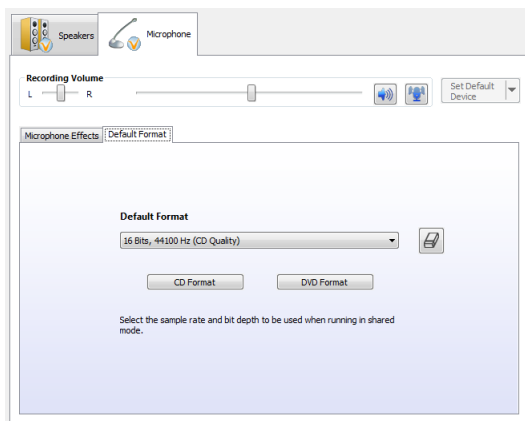 Speakers
Microphone
Recording Volume
L R
Set Default
Device
Microphone Effects Default Format
Default Format
16 Bits, 44100 Hz (CD Quality)
CD Format DVD Format
Select the sample rate and bit depth to be used when running in shared
mode.